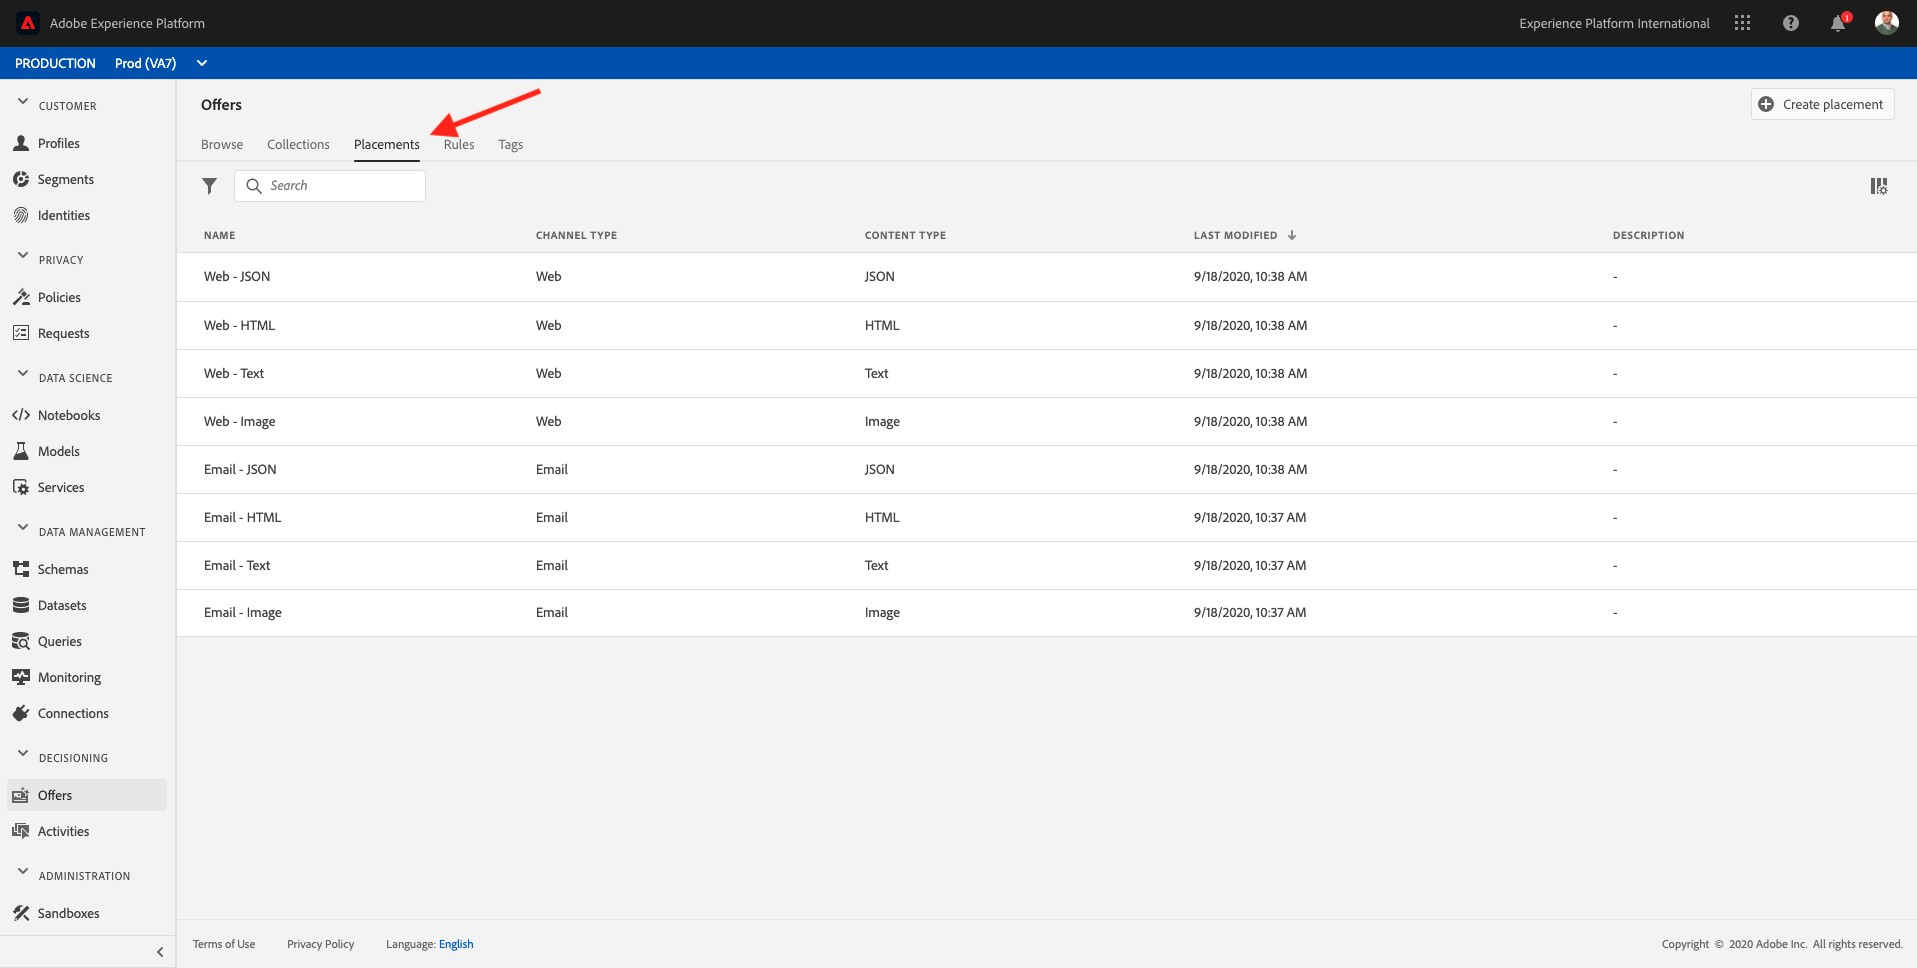 Adobe Experience Platform
Experience Platform International
1
PRODUCTION Prod (VA7)
CUSTOMER
Profiles
Segments
Identities
PRIVACY
Policies
Requests
DATA SCIENCE
Notebooks
Models
Services
DATA MANAGEMENT
Schemas
Datasets
Queries
Monitoring
Connections
DECISIONING
Offers
Activities
ADMINISTRATION
Sandboxes
Offers
Create placement
Browse Collections Placements Rules Tags
Search
NAME CHANNEL TYPE CONTENT TYPE LAST MODIFIED DESCRIPTION
Web - JSON Web JSON 9/18/2020, 10:38 AM -
Web - HTML Web HTML 9/18/2020, 10:38 AM -
Web - Text Web Text 9/18/2020, 10:38 AM -
Web - Image Web Image 9/18/2020, 10:38 AM -
Email - JSON Email JSON 9/18/2020, 10:38 AM -
Email - HTML Email HTML 9/18/2020, 10:37 AM -
Email - Text Email Text 9/18/2020, 10:37 AM -
Email - Image Email Image 9/18/2020, 10:37 AM -
Terms of Use Privacy Policy Language: English
Copyright © 2020 Adobe Inc. All rights reserved.